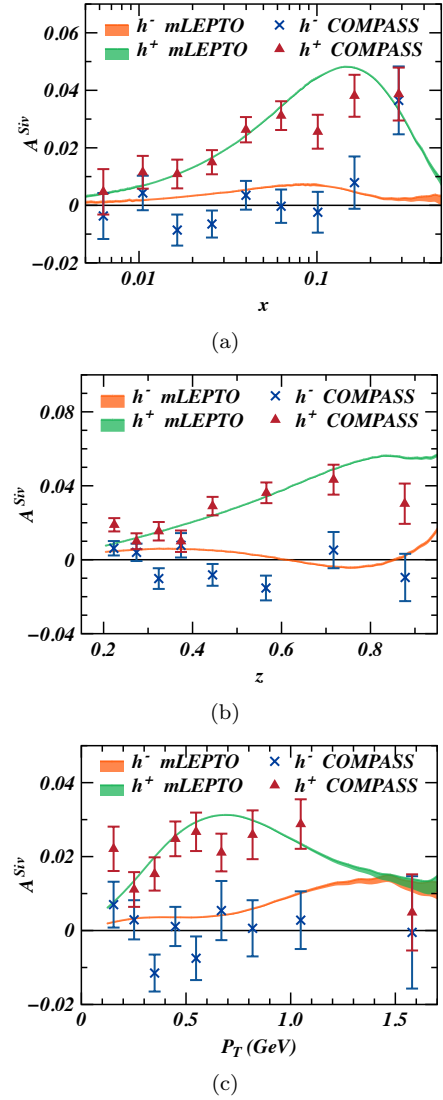 h- mLEPTO h- COMPASS
h+ mLEPTO h+ COMPASS
0.06
0.04
0.02
0
−0.02
A^Siv
0.01 0.1
x
(a)
h- mLEPTO h- COMPASS
h+ mLEPTO h+ COMPASS
0.08
0.04
0
−0.04
A^Siv
0.2 0.4 0.6 0.8
z
(b)
h- mLEPTO h- COMPASS
h+ mLEPTO h+ COMPASS
0.04
0.02
0
−0.02
A^Siv
0 0.5 1.0 1.5
P_T (GeV)
(c)